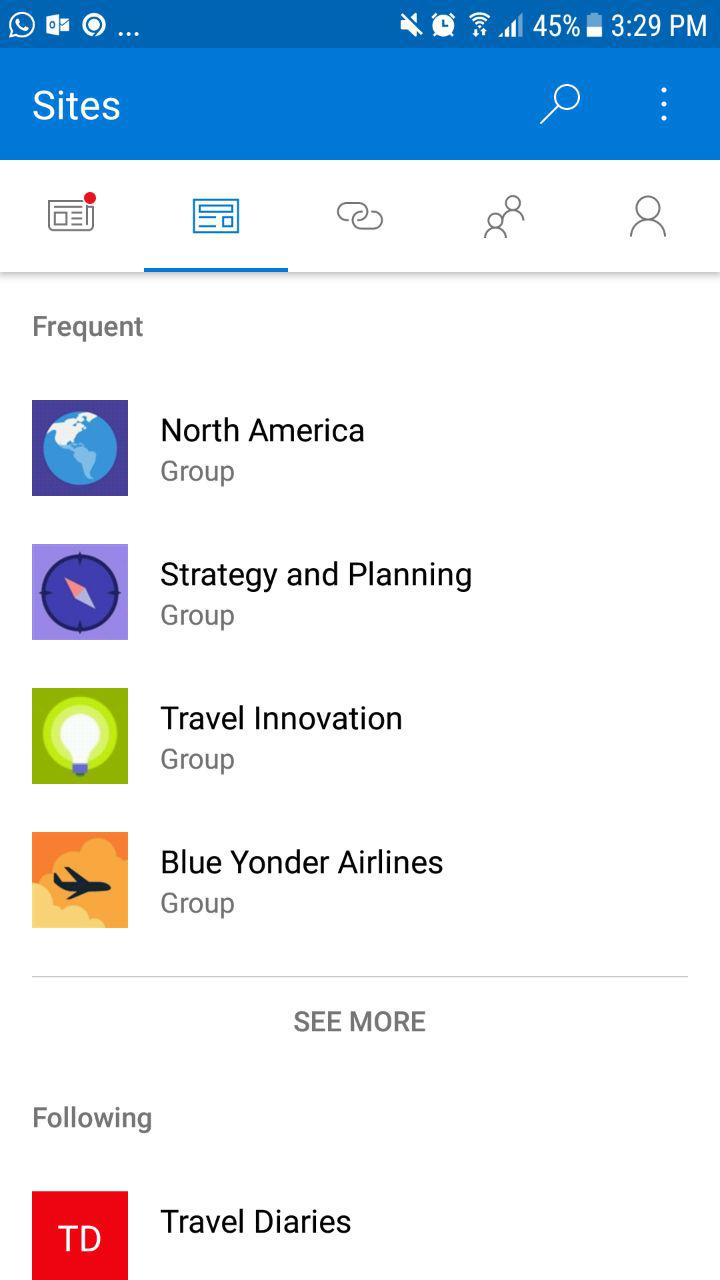 ... 45% 3:29 PM
Sites
Frequent
North America
Group
Strategy and Planning
Group
Travel Innovation
Group
Blue Yonder Airlines
Group
SEE MORE
Following
TD Travel Diaries